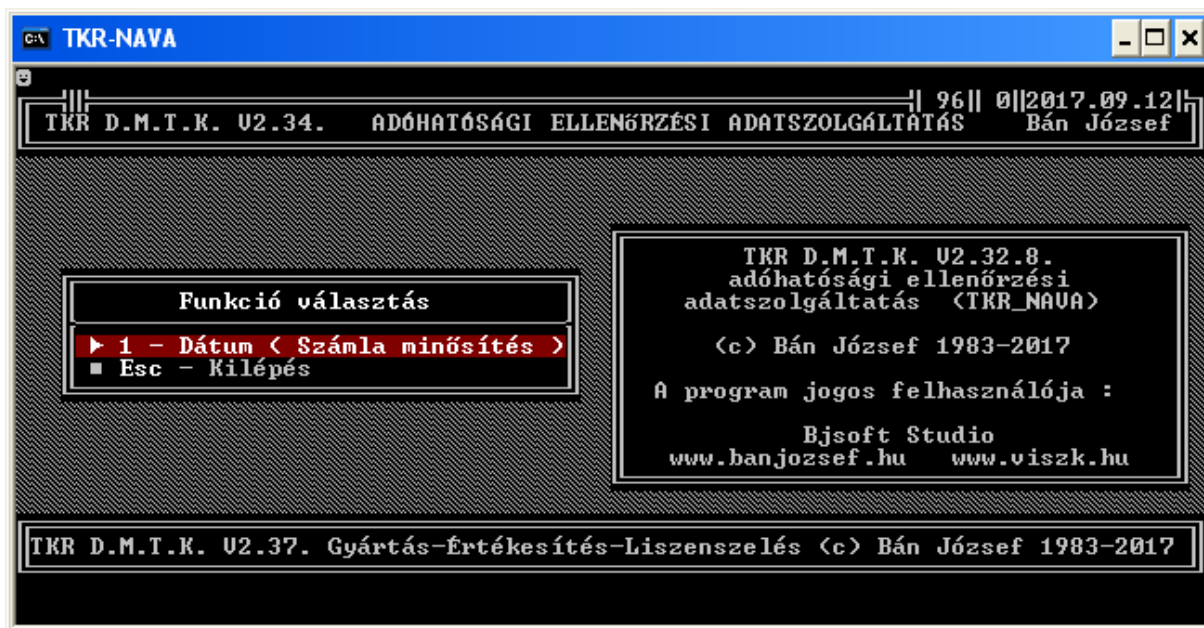 TKR-NAVA
96 0 2017.09.12
TKR D.M.T.K. V2.34. ADÓHATÓSÁGI ELLENőRZÉSI ADATSZOLGÁLTATÁS Bán József
Funkció választás
1 - Dátum ( Számla minősítés )
Esc - Kilépés
TKR D.M.T.K. V2.32.8.
adóhatósági ellenőrzési
adatszolgáltatás (TKR_NAVA)
(c) Bán József 1983-2017
A program jogos felhasználója :
Bjsoft Studio
www.banjozsef.hu www.viszk.hu
TKR D.M.T.K. V2.37. Gyártás-Értékesítés-Liszenszelés (c) Bán József 1983-2017